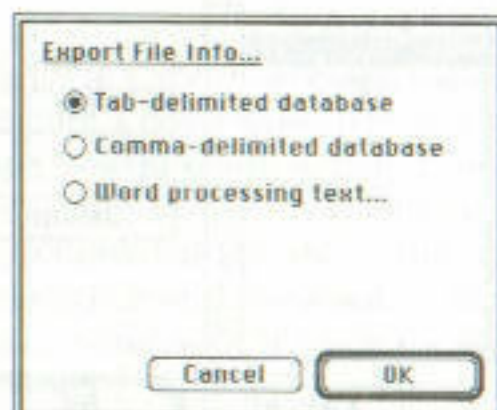 Export File Info...
Tab-delimited database
Comma-delimited database
Word processing text...
Cancel
OK